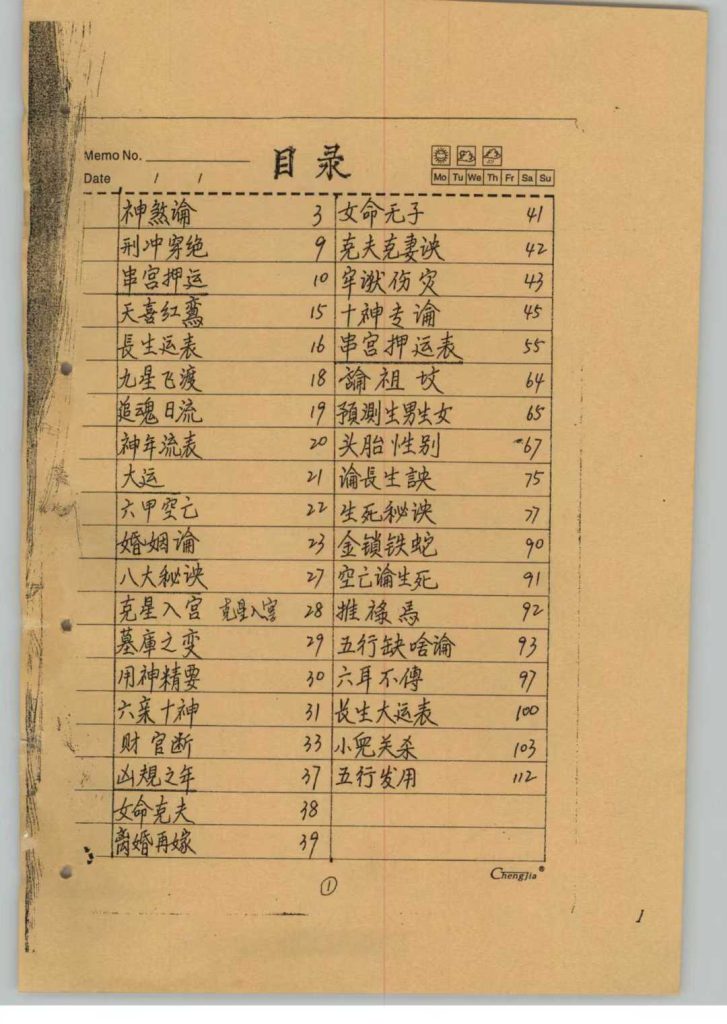 目录
Memo No.
Date / /
Mo Tu We Th Fr Sa Su
神煞論 3
刑冲穿绝 9
串宫押运 10
天喜红鸾 15
長生运表 16
九星飞渡 18
追魂日流 19
神年流表 20
大运 21
六甲空亡 22
婚姻论 23
八大秘诀 27
克星入宫 克星入宫 28
墓庫之变 29
用神精要 30
六亲十神 31
财官断 33
凶規之年 37
女命克夫 38
离婚再嫁 39
女命无子 41
克夫克妻诀 42
牢狱伤灾 43
十神专論 45
串宫押运表 55
論祖坟 64
預測生男生女 65
头胎性别 67
论長生訣 75
生死秘诀 77
金锁铁蛇 90
空亡论生死 91
推禄馬 92
五行缺啥論 93
六耳不傳 97
长生大运表 100
小兒关杀 103
五行发用 112
ChengJia
1
1